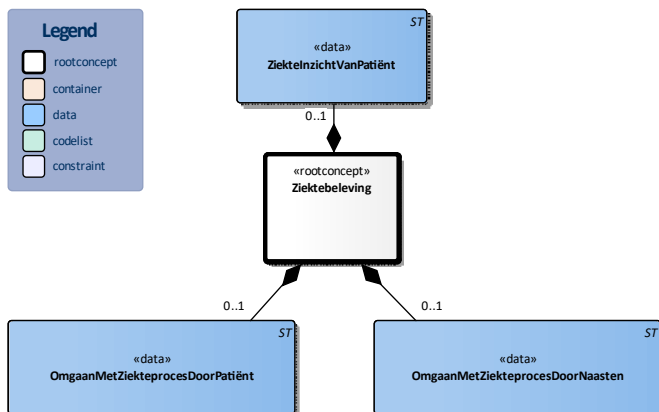 Legend
rootconcept
container
data
codelist
constraint
ST
«data»
ZiekteInzichtVanPatiënt
0..1
«rootconcept»
Ziektebeleving
0..1
0..1
ST
«data»
OmgaanMetZiekteprocesDoorPatiënt
ST
«data»
OmgaanMetZiekteprocesDoorNaasten